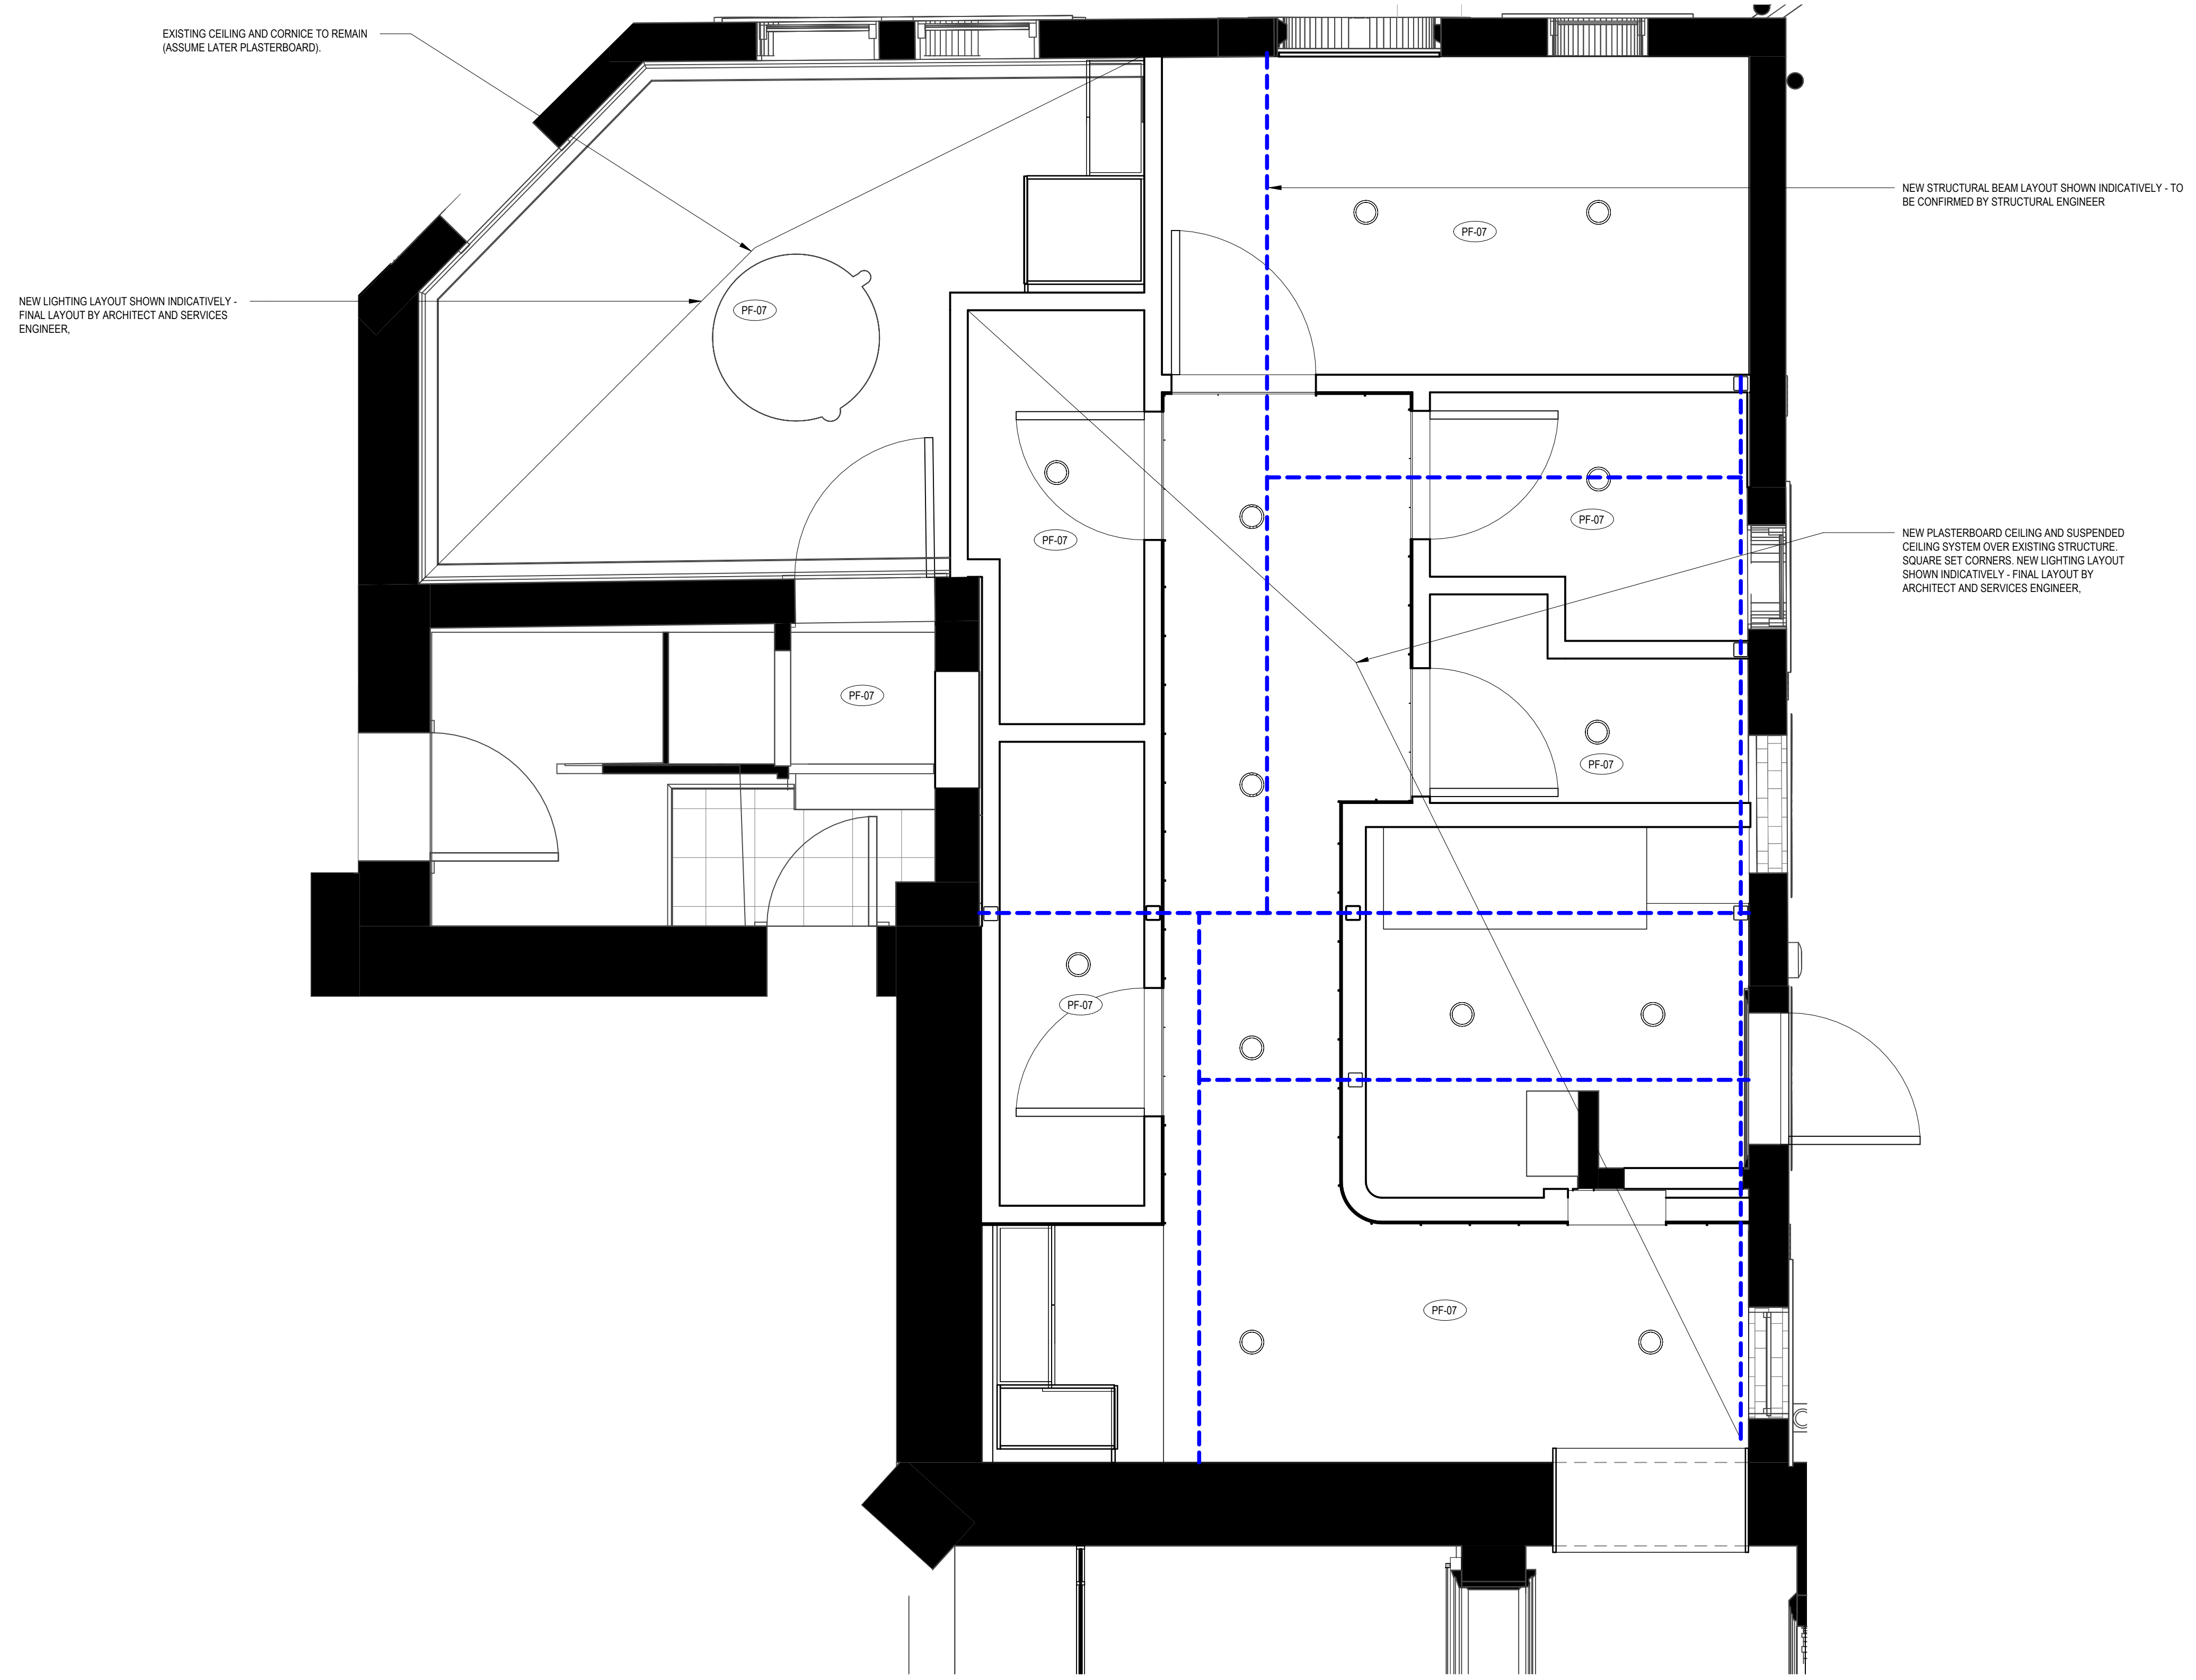 EXISTING CEILING AND CORNICE TO REMAIN
(ASSUME LATER PLASTERBOARD).
NEW STRUCTURAL BEAM LAYOUT SHOWN INDICATIVELY - TO
BE CONFIRMED BY STRUCTURAL ENGINEER
PF-07
NEW LIGHTING LAYOUT SHOWN INDICATIVELY -
FINAL LAYOUT BY ARCHITECT AND SERVICES
ENGINEER,
PF-07
PF-07
PF-07
NEW PLASTERBOARD CEILING AND SUSPENDED
CEILING SYSTEM OVER EXISTING STRUCTURE.
SQUARE SET CORNERS. NEW LIGHTING LAYOUT
SHOWN INDICATIVELY - FINAL LAYOUT BY
ARCHITECT AND SERVICES ENGINEER,
PF-07
PF-07
PF-07
PF-07